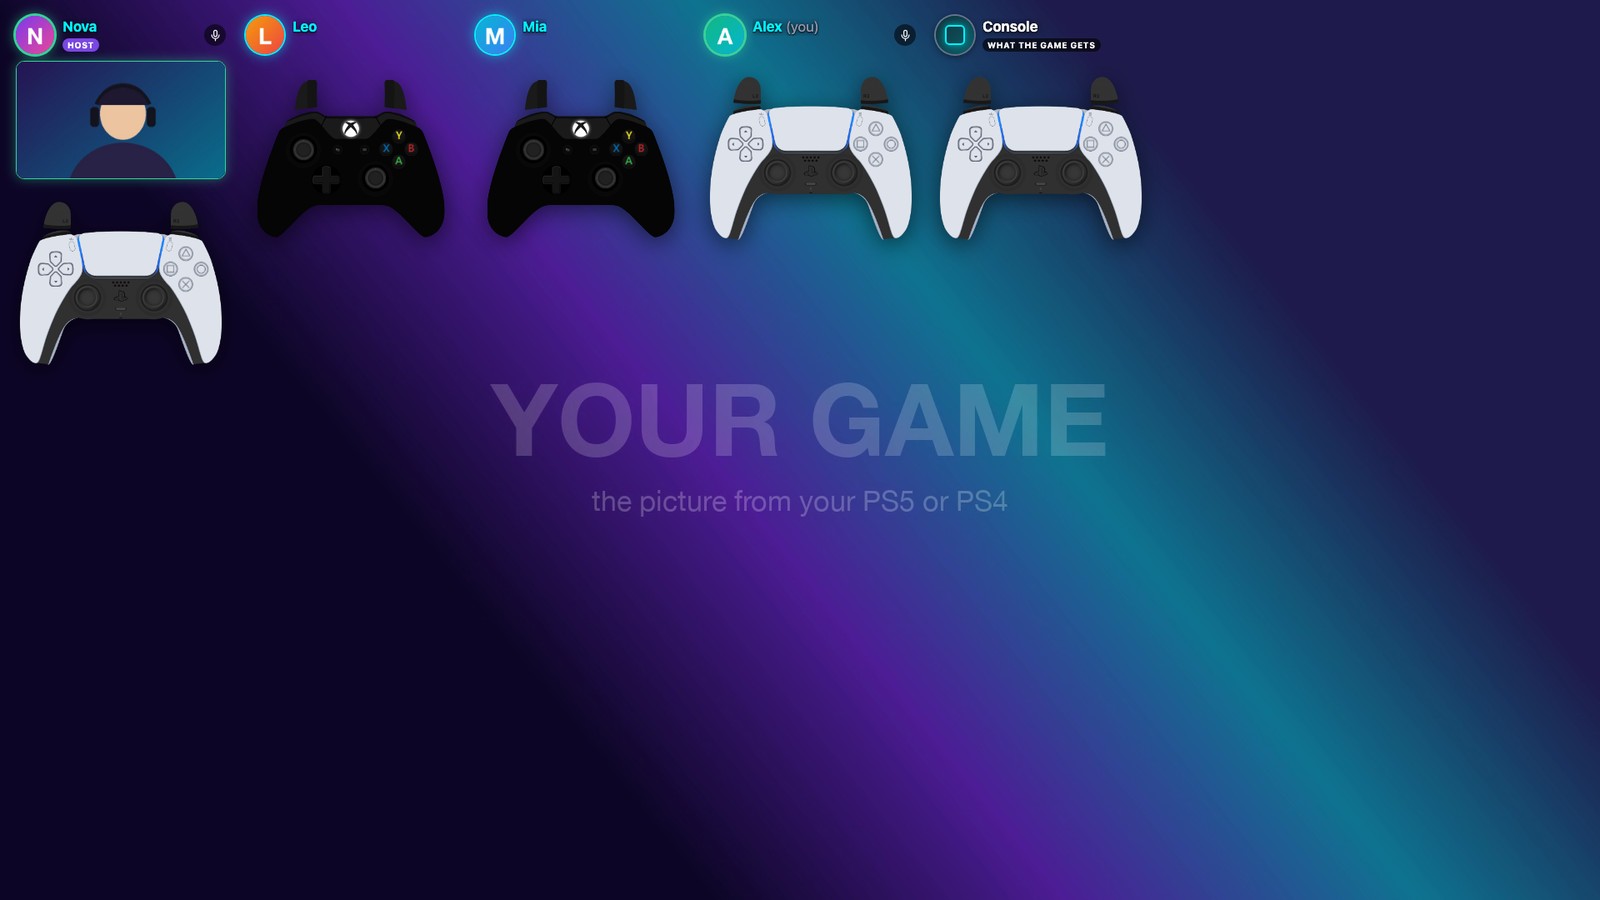 N Nova
HOST
L Leo
M Mia
A Alex (you)
Console
WHAT THE GAME GETS
Y
X B
A
Y
X B
A
YOUR GAME
the picture from your PS5 or PS4